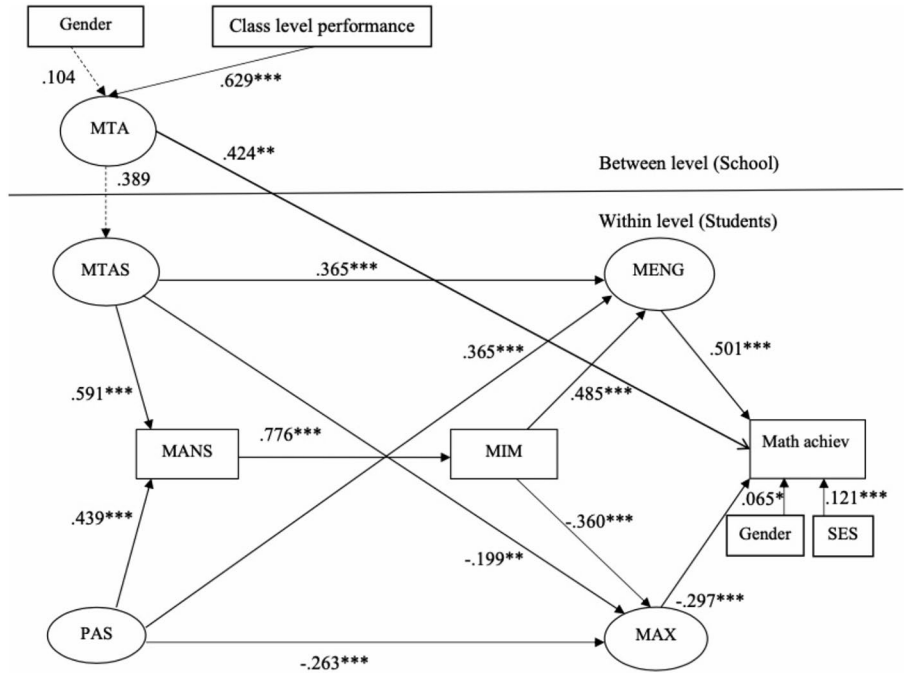 Gender
Class level performance
.104
.629***
MTA
.424**
Between level (School)
.389
Within level (Students)
MTAS
.365***
MENG
.365***
.501***
.591***
.485***
.776***
MANS
MIM
Math achiev
.439***
-.360***
.065*
.121***
Gender
SES
-.199**
-.297***
PAS
MAX
-.263***